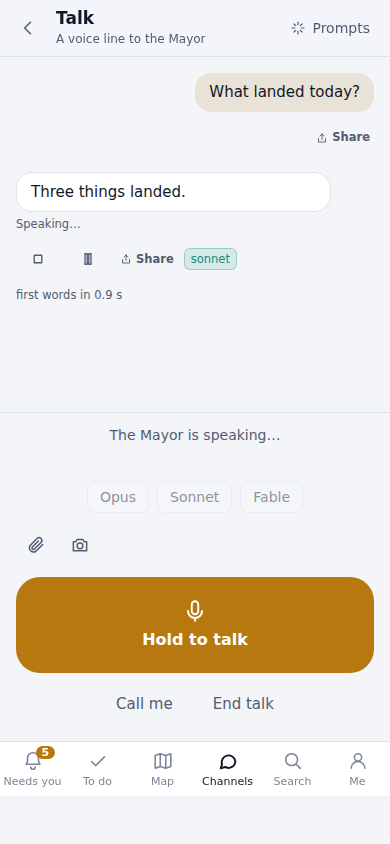 Talk
A voice line to the Mayor
Prompts
What landed today?
Share
Three things landed.
Speaking…
Share
sonnet
first words in 0.9 s
The Mayor is speaking…
Opus
Sonnet
Fable
Hold to talk
Call me
End talk
5
Needs you
To do
Map
Channels
Search
Me